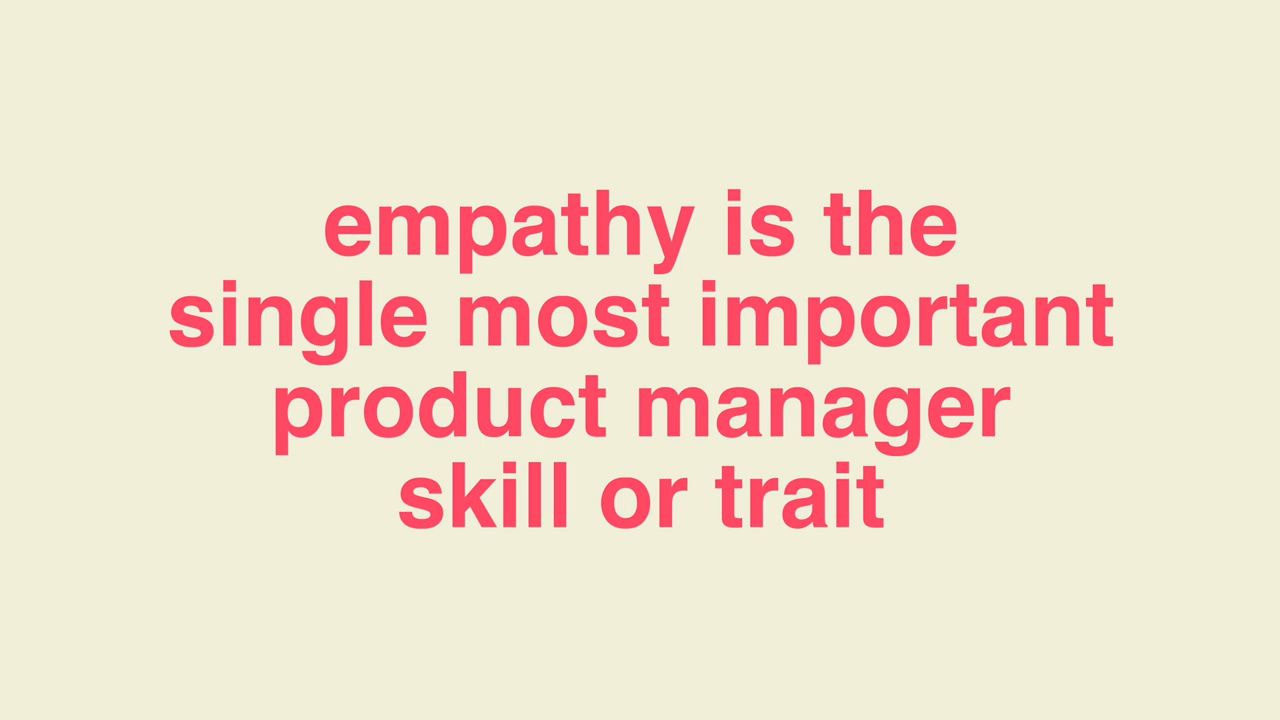 empathy is the
single most important
product manager
skill or trait